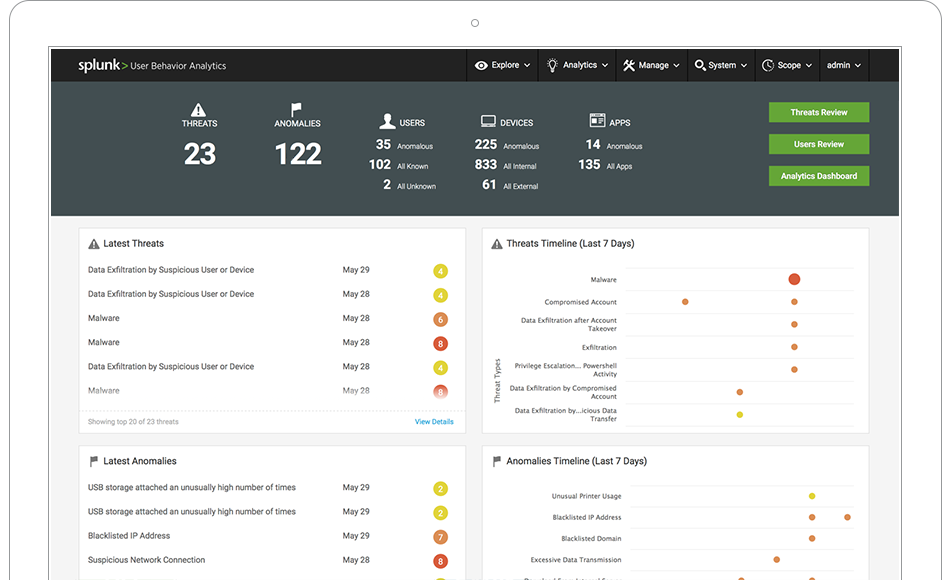 splunk> User Behavior Analytics
Explore
Analytics
Manage
System
Scope
admin
THREATS
23
ANOMALIES
122
USERS
35 Anomalous
102 All Known
2 All Unknown
DEVICES
225 Anomalous
833 All Internal
61 All External
APPS
14 Anomalous
135 All Apps
Threats Review
Users Review
Analytics Dashboard
Latest Threats
Data Exfiltration by Suspicious User or Device May 29 4
Data Exfiltration by Suspicious User or Device May 28 4
Malware May 28 6
Malware May 28 8
Data Exfiltration by Suspicious User or Device May 28 4
Malware May 28 8
Showing top 20 of 23 threats View Details
Threats Timeline (Last 7 Days)
Threat Types
Malware
Compromised Account
Data Exfiltration after Account
Takeover
Exfiltration
Privilege Escalation... Powershell
Activity
Data Exfiltration by Compromised
Account
Data Exfiltration by...icious Data
Transfer
Latest Anomalies
USB storage attached an unusually high number of times May 29 2
USB storage attached an unusually high number of times May 29 2
Blacklisted IP Address May 29 7
Suspicious Network Connection May 28 8
Anomalies Timeline (Last 7 Days)
Unusual Printer Usage
Blacklisted IP Address
Blacklisted Domain
Excessive Data Transmission